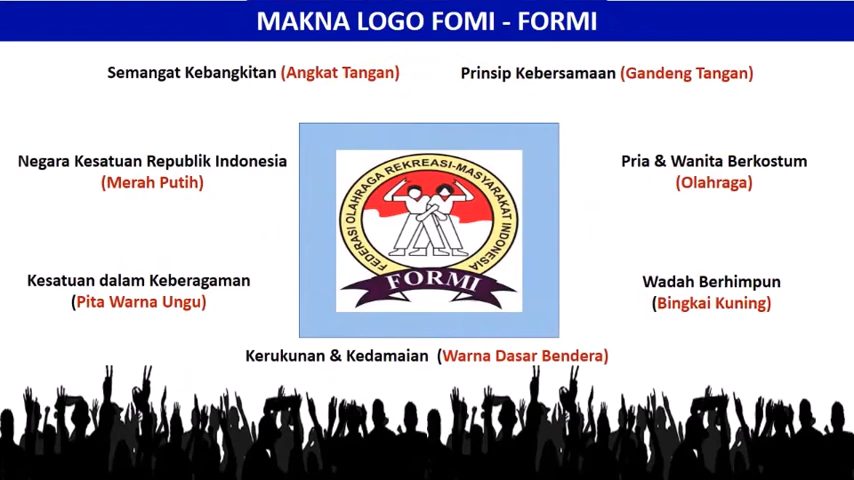 MAKNA LOGO FOMI - FORMI
Semangat Kebangkitan (Angkat Tangan)
Prinsip Kebersamaan (Gandeng Tangan)
Negara Kesatuan Republik Indonesia
(Merah Putih)
Pria & Wanita Berkostum
(Olahraga)
FEDERASI OLAHRAGA REKREASI-MASYARAKAT INDONESIA
FORMI
Kesatuan dalam Keberagaman
(Pita Warna Ungu)
Wadah Berhimpun
(Bingkai Kuning)
Kerukunan & Kedamaian (Warna Dasar Bendera)